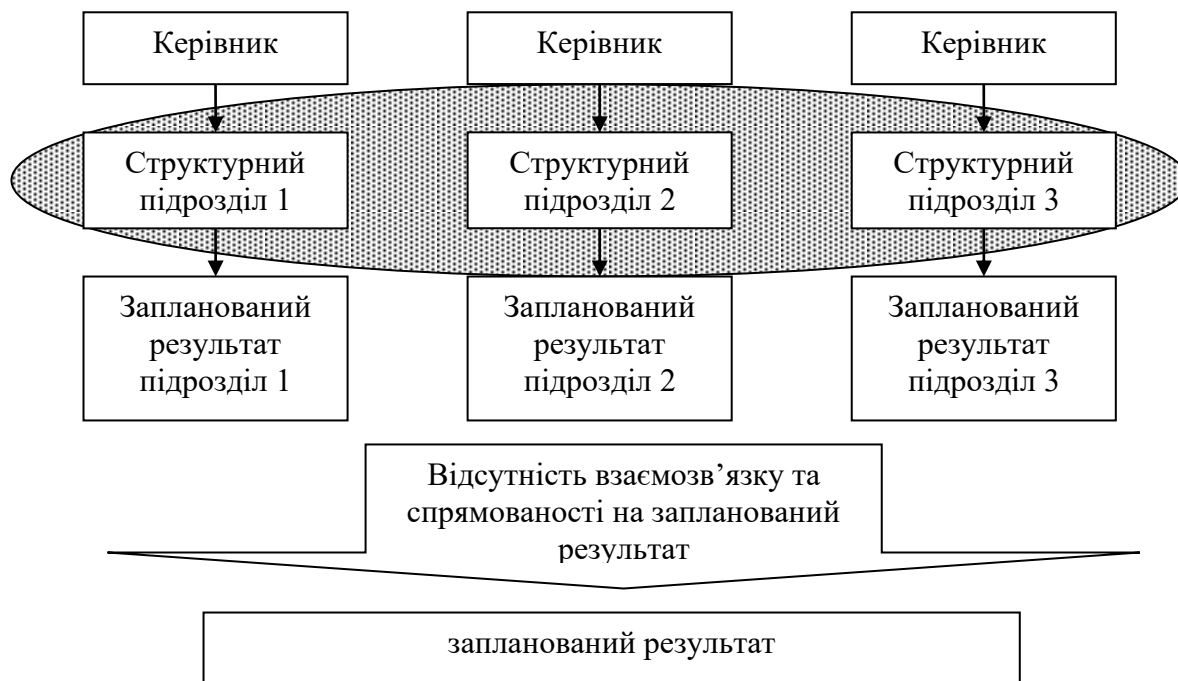 Керівник
Керівник
Керівник
Структурний
підрозділ 1
Структурний
підрозділ 2
Структурний
підрозділ 3
Запланований
результат
підрозділ 1
Запланований
результат
підрозділ 2
Запланований
результат
підрозділ 3
Відсутність взаємозв’язку та
спрямованості на запланований
результат
запланований результат